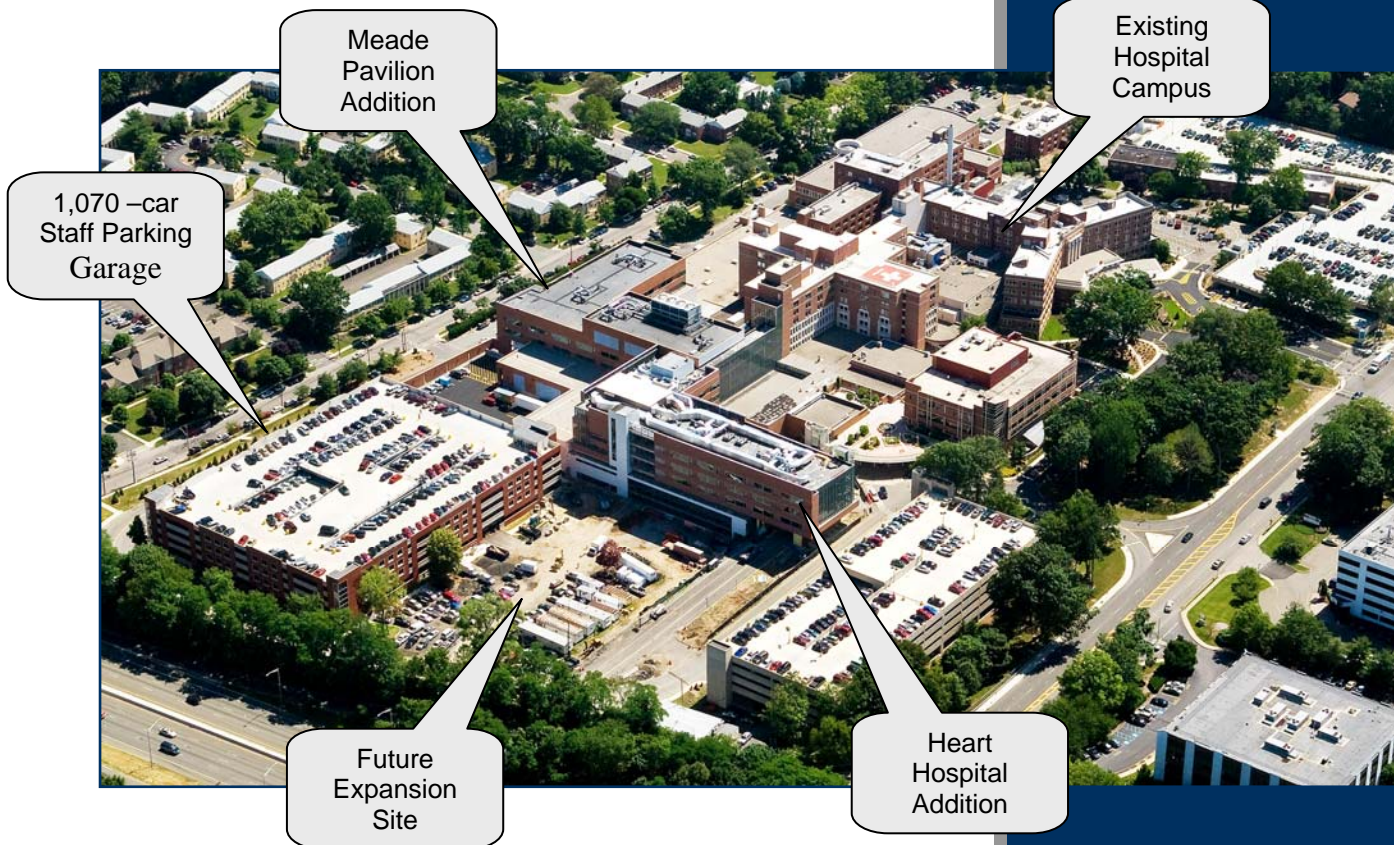 Meade
Pavilion
Addition
Existing
Hospital
Campus
1,070 –car
Staff Parking
Garage
Future
Expansion
Site
Heart
Hospital
Addition